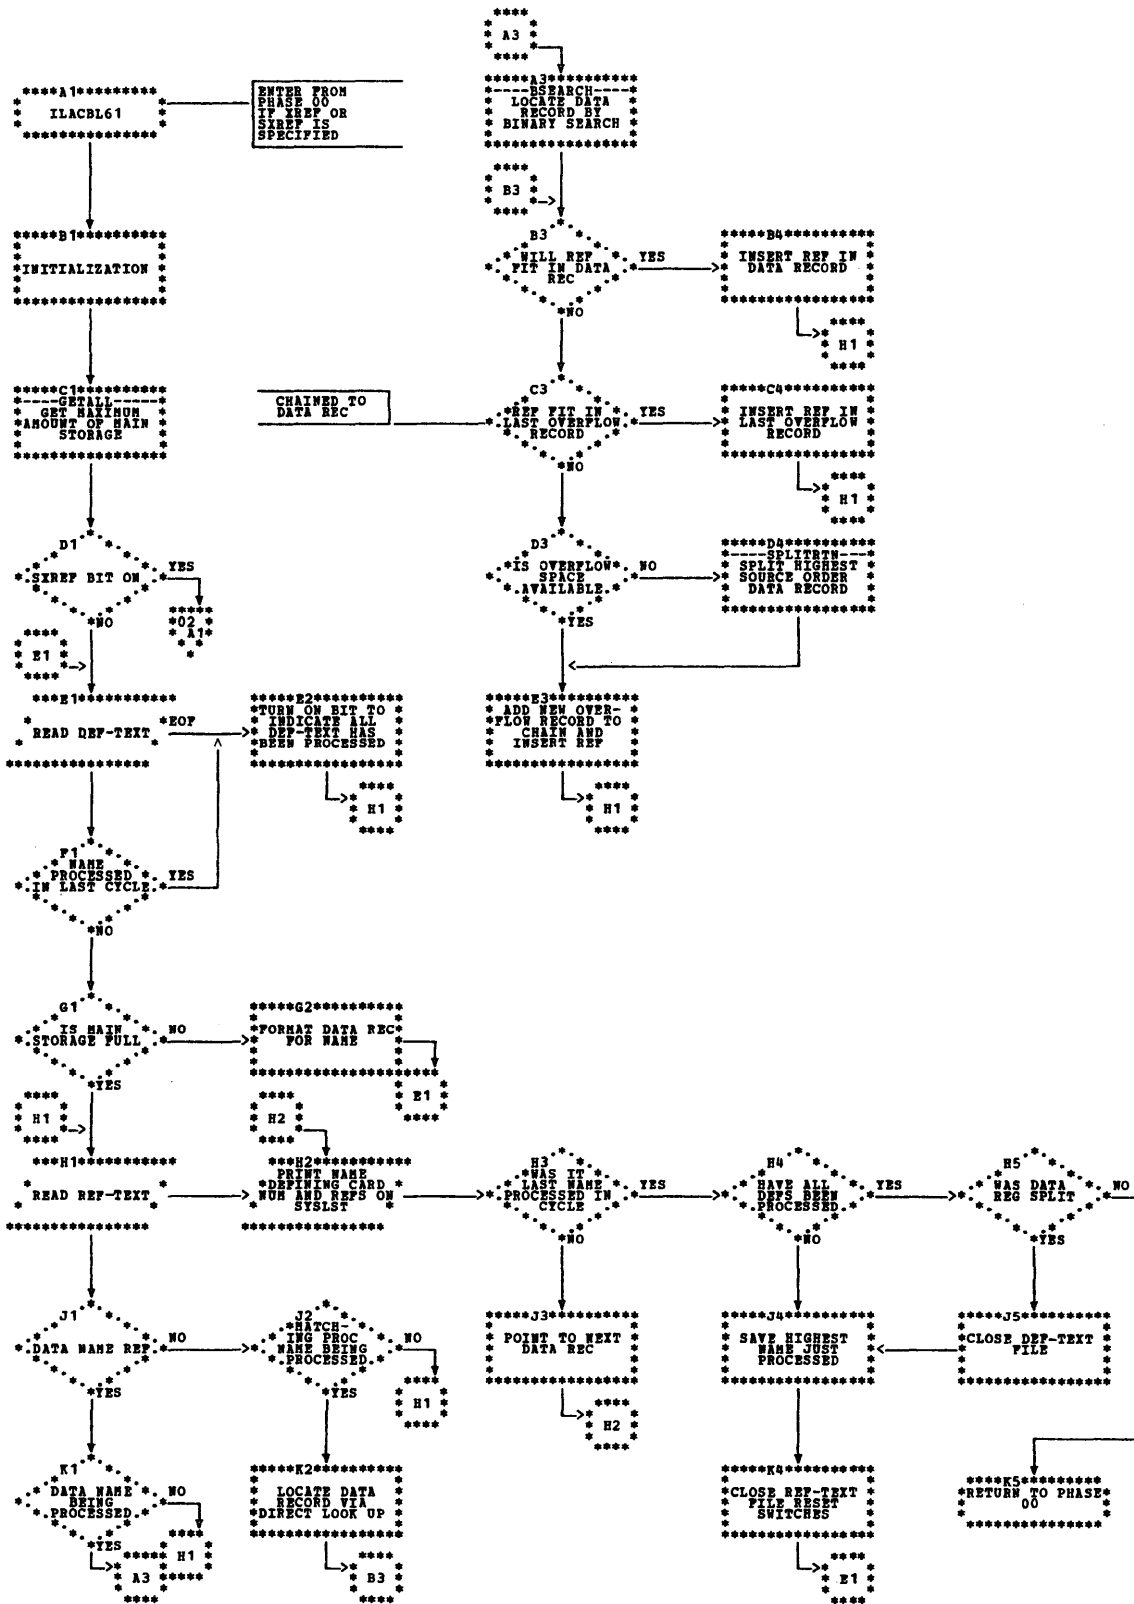 A1
ILACBL61
ENTER FROM
PHASE 00
IF XREF OR
SXREF IS
SPECIFIED
B1
INITIALIZATION
C1
GETALL
GET MAXIMUM
AMOUNT OF MAIN
STORAGE
D1
SXREF BIT ON
YES
02
A1
NO
E1
E1
READ DEF-TEXT
EOF
E2
TURN ON BIT TO
INDICATE ALL
DEF-TEXT HAS
BEEN PROCESSED
H1
F1
NAME
PROCESSED
IN LAST CYCLE
YES
NO
G1
IS MAIN
STORAGE FULL
NO
G2
FORMAT DATA REC
FOR NAME
E1
YES
H1
H1
READ REF-TEXT
H2
H2
PRINT NAME
DEFINING CARD
NUM AND REFS ON
SYSLST
J1
DATA NAME REF
NO
J2
MATCH-
ING PROC
NAME BEING
PROCESSED
NO
H1
YES
YES
K1
DATA NAME
BEING
PROCESSED
NO
H1
YES
A3
K2
LOCATE DATA
RECORD VIA
DIRECT LOOK UP
B3
A3
A3
BSEARCH
LOCATE DATA
RECORD BY
BINARY SEARCH
B3
B3
WILL REF
FIT IN DATA
REC
YES
B4
INSERT REF IN
DATA RECORD
H1
NO
CHAINED TO
DATA REC
C3
REF FIT IN
LAST OVERFLOW
RECORD
YES
C4
INSERT REF IN
LAST OVERFLOW
RECORD
H1
NO
D3
IS OVERFLOW
SPACE
AVAILABLE
NO
D4
SPLITRTN
SPLIT HIGHEST
SOURCE ORDER
DATA RECORD
YES
E3
ADD NEW OVER-
FLOW RECORD TO
CHAIN AND
INSERT REF
H1
H3
WAS IT
LAST NAME
PROCESSED IN
CYCLE
YES
NO
J3
POINT TO NEXT
DATA REC
H2
H4
HAVE ALL
DEFS BEEN
PROCESSED
YES
NO
J4
SAVE HIGHEST
NAME JUST
PROCESSED
K4
CLOSE REF-TEXT
FILE RESET
SWITCHES
E1
H5
WAS DATA
REG SPLIT
NO
YES
J5
CLOSE DEF-TEXT
FILE
K5
RETURN TO PHASE
00